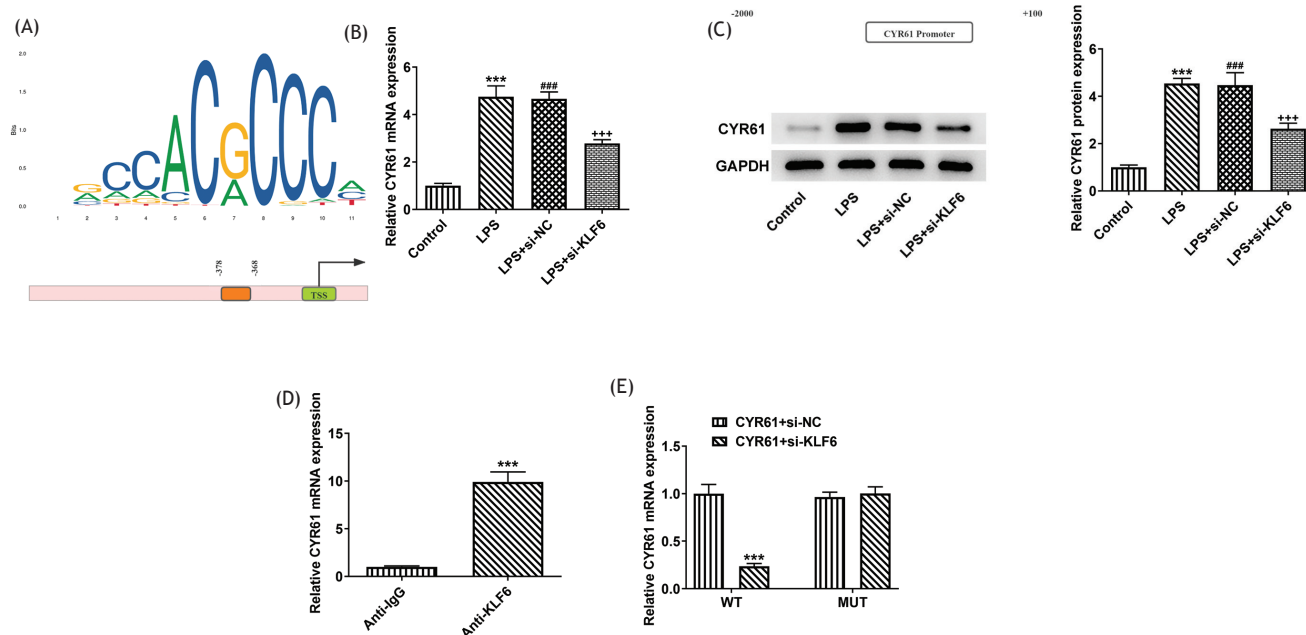 (A)
2.0
1.5
1.0
0.5
0.0
Bits
GCCACGCCCA
1 2 3 4 5 6 7 8 9 10 11
-378
-368
TSS
(B)
Relative CYR61 mRNA expression
6
4
2
0
***
###
+++
Control
LPS
LPS+si-NC
LPS+si-KLF6
(C)
-2000
+100
CYR61 Promoter
CYR61
GAPDH
Control
LPS
LPS+si-NC
LPS+si-KLF6
Relative CYR61 protein expression
6
4
2
0
***
###
+++
Control
LPS
LPS+si-NC
LPS+si-KLF6
(D)
Relative CYR61 mRNA expression
15
10
5
0
***
Anti-IgG
Anti-KLF6
(E)
CYR61+si-NC
CYR61+si-KLF6
Relative CYR61 mRNA expression
1.5
1.0
0.5
0.0
***
WT
MUT